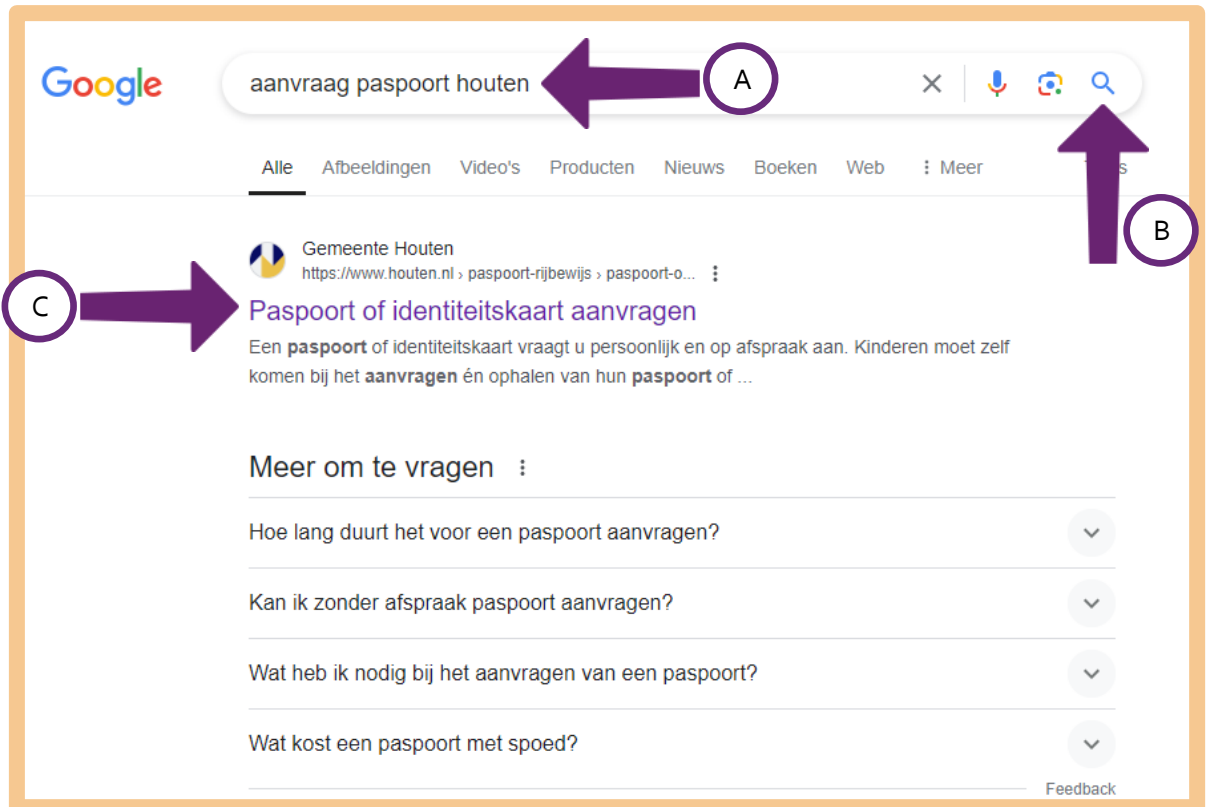 Google
aanvraag paspoort houten
A
Alle Afbeeldingen Video's Producten Nieuws Boeken Web Meer
B
Gemeente Houten
https://www.houten.nl › paspoort-rijbewijs › paspoort-o...
C
Paspoort of identiteitskaart aanvragen
Een paspoort of identiteitskaart vraagt u persoonlijk en op afspraak aan. Kinderen moet zelf
komen bij het aanvragen én ophalen van hun paspoort of ...
Meer om te vragen
Hoe lang duurt het voor een paspoort aanvragen?
Kan ik zonder afspraak paspoort aanvragen?
Wat heb ik nodig bij het aanvragen van een paspoort?
Wat kost een paspoort met spoed?
Feedback